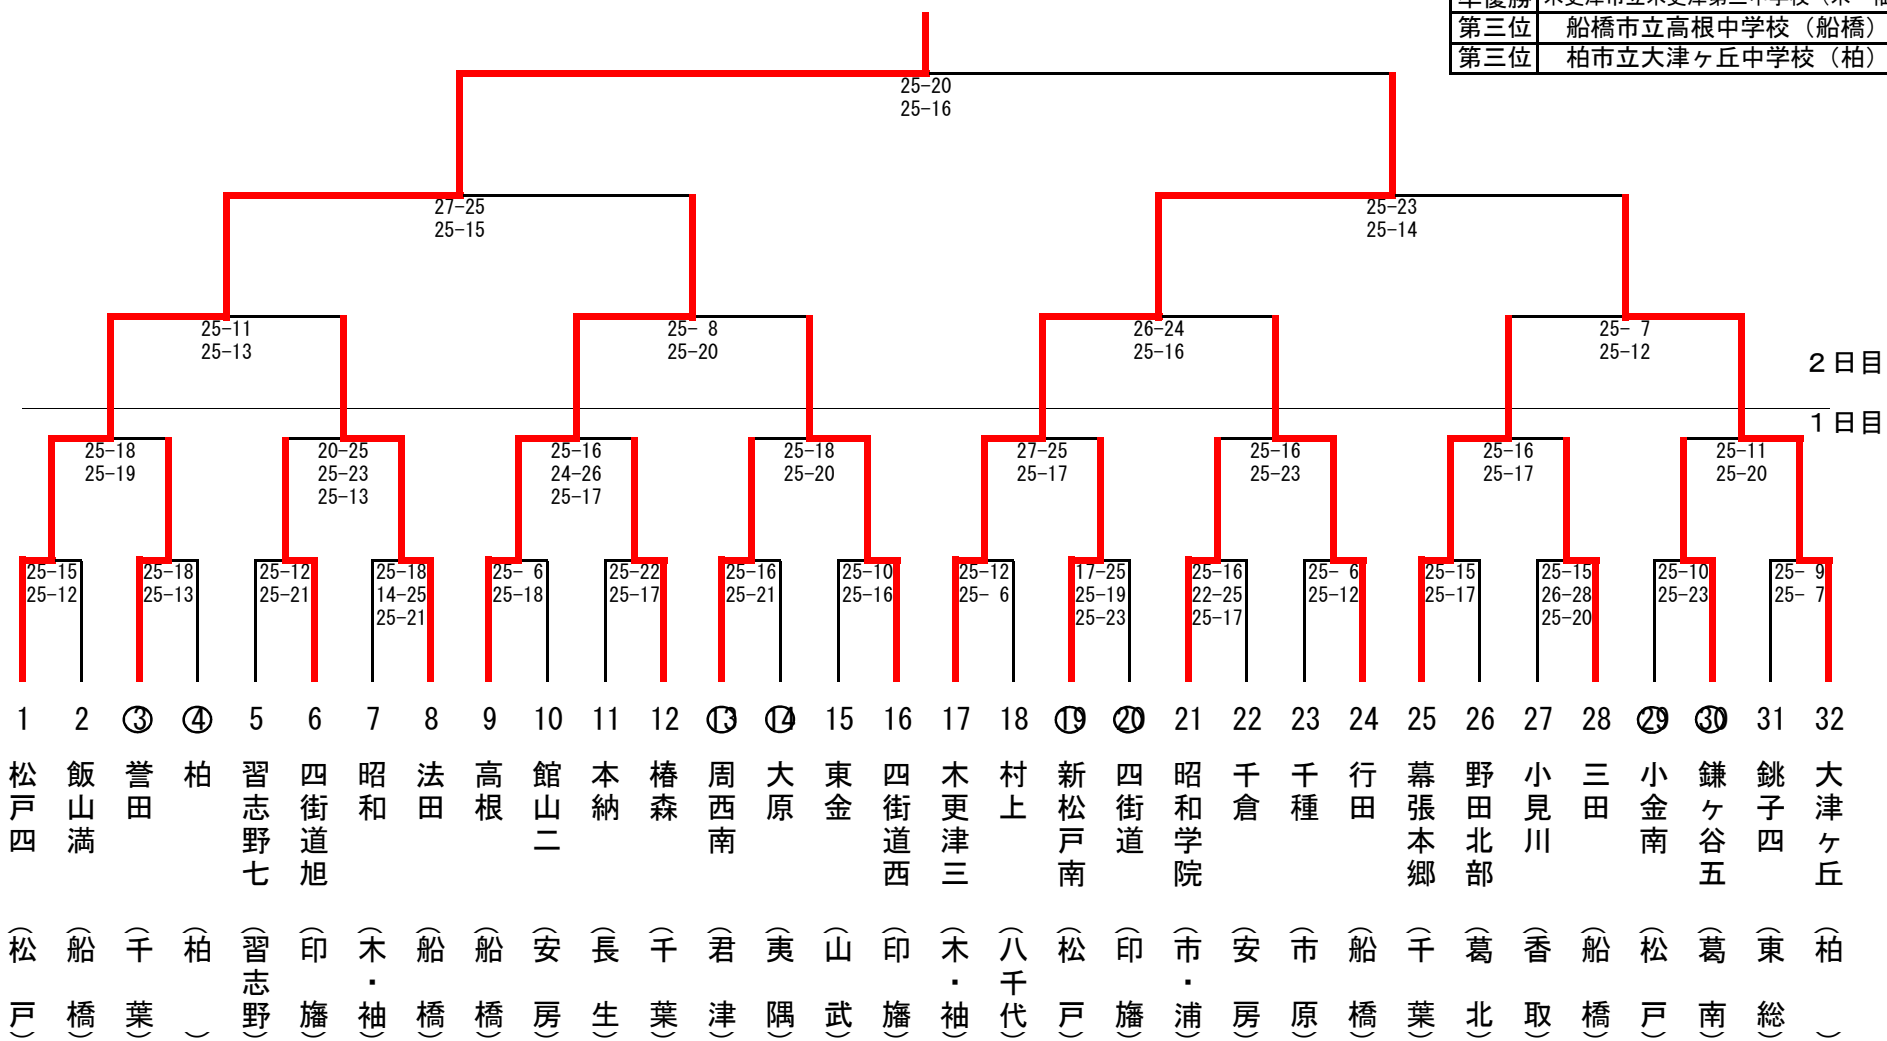 第三位 船橋市立高根中学校（船橋）
第三位 柏市立大津ヶ丘中学校（柏）
25-20
25-16
27-25
25-15
25-23
25-14
25-11
25-13
25- 8
25-20
26-24
25-16
25- 7
25-12
2日目
1日目
25-18
25-19
20-25
25-23
25-13
25-16
24-26
25-17
25-18
25-20
27-25
25-17
25-16
25-23
25-16
25-17
25-11
25-20
25-15
25-12
25-18
25-13
25-12
25-21
25-18
14-25
25-21
25- 6
25-18
25-22
25-17
25-16
25-21
25-10
25-16
25-12
25- 6
17-25
25-19
25-23
25-16
22-25
25-17
25- 6
25-12
25-15
25-17
25-15
26-28
25-20
25-10
25-23
25- 9
25- 7
1 松戸四（松戸）
2 飯山満（船橋）
③ 誉田（千葉）
④ 柏（柏）
5 習志野七（習志野）
6 四街道旭（印旛）
7 昭和（木・袖）
8 法田（船橋）
9 高根（船橋）
10 館山二（安房）
11 本納（長生）
12 椿森（千葉）
⑬ 周西南（君津）
⑭ 大原（夷隅）
15 東金（山武）
16 四街道西（印旛）
17 木更津三（木・袖）
18 村上（八千代）
⑲ 新松戸南（松戸）
⑳ 四街道（印旛）
21 昭和学院（市・浦）
22 千倉（安房）
23 千種（市原）
24 行田（船橋）
25 幕張本郷（千葉）
26 野田北部（葛北）
27 小見川（香取）
28 三田（船橋）
㉙ 小金南（松戸）
㉚ 鎌ヶ谷五（葛南）
31 銚子四（東総）
32 大津ヶ丘（柏）